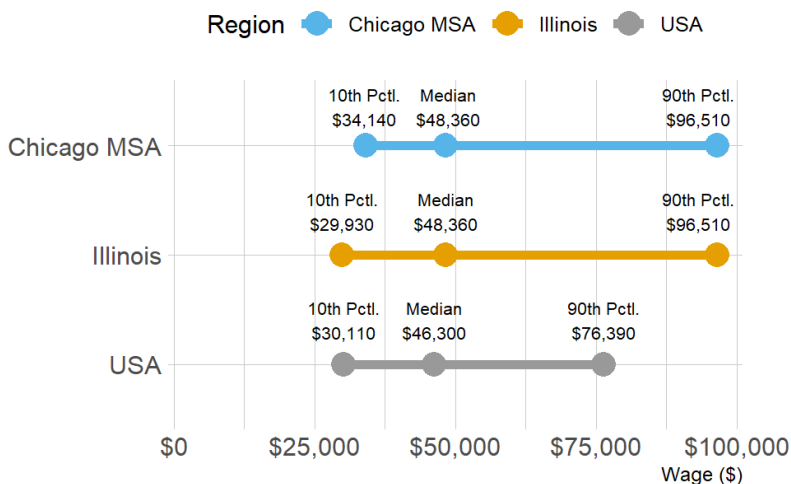 Region Chicago MSA Illinois USA
10th Pctl. Median 90th Pctl.
$34,140 $48,360 $96,510
Chicago MSA
10th Pctl. Median 90th Pctl.
$29,930 $48,360 $96,510
Illinois
10th Pctl. Median 90th Pctl.
$30,110 $46,300 $76,390
USA
$0 $25,000 $50,000 $75,000 $100,000
Wage ($)